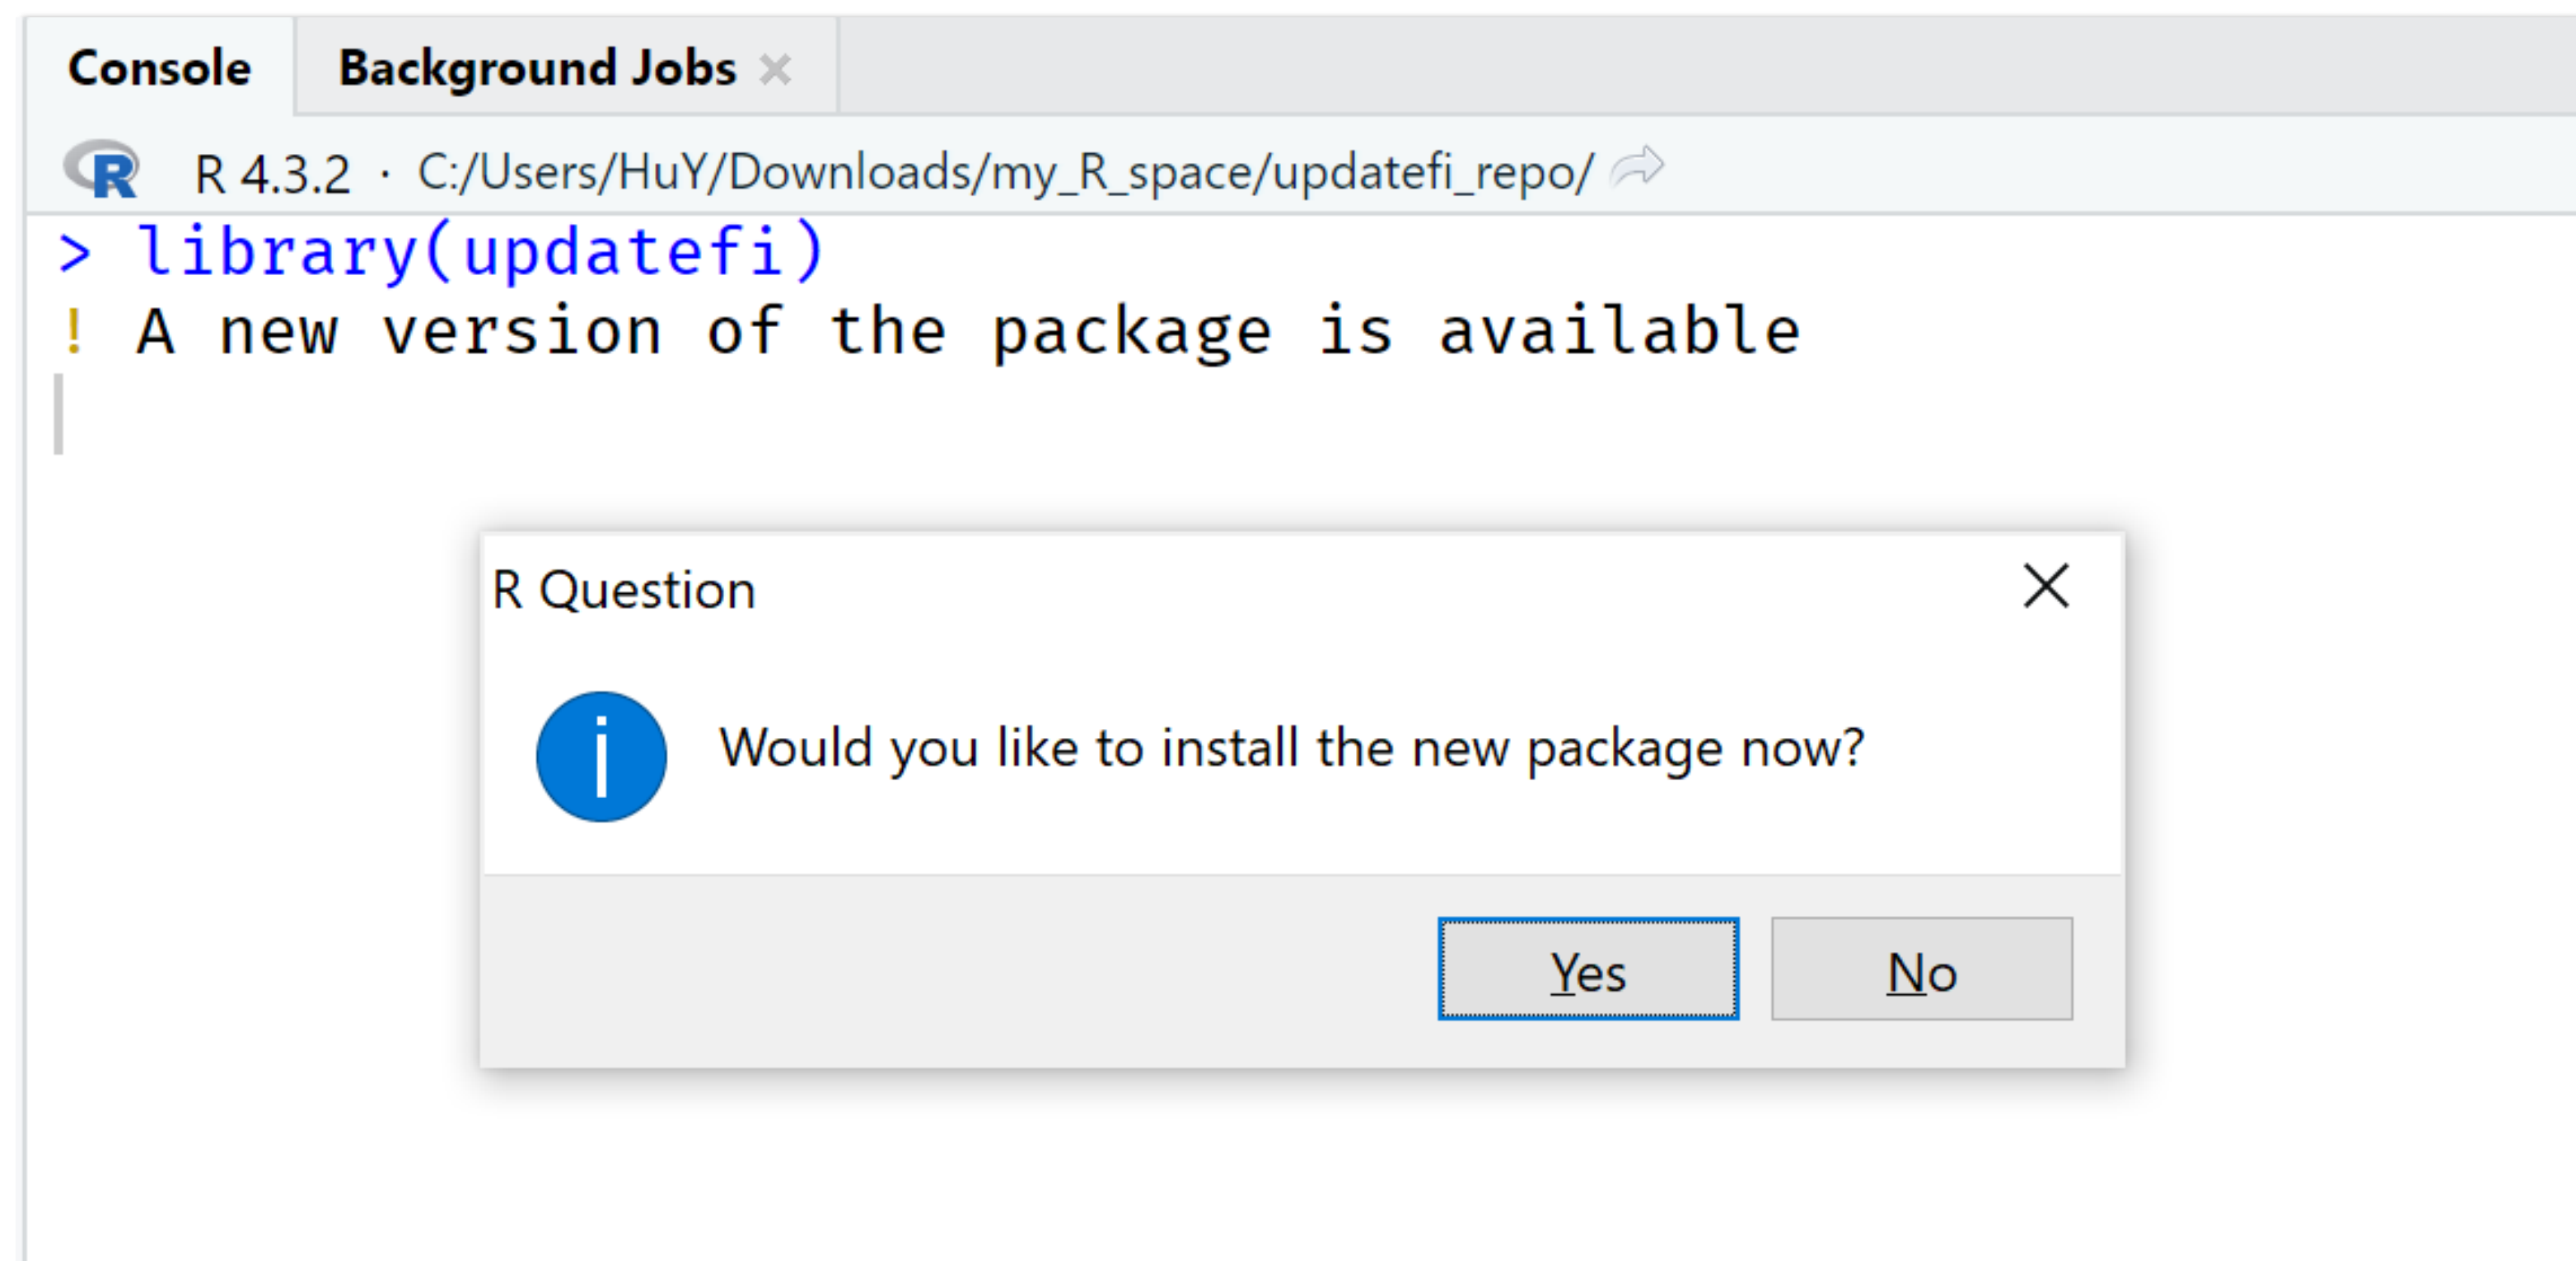 Console Background Jobs
R 4.3.2 · C:/Users/HuY/Downloads/my_R_space/updatefi_repo/
> library(updatefi)
! A new version of the package is available
R Question
Would you like to install the new package now?
Yes No